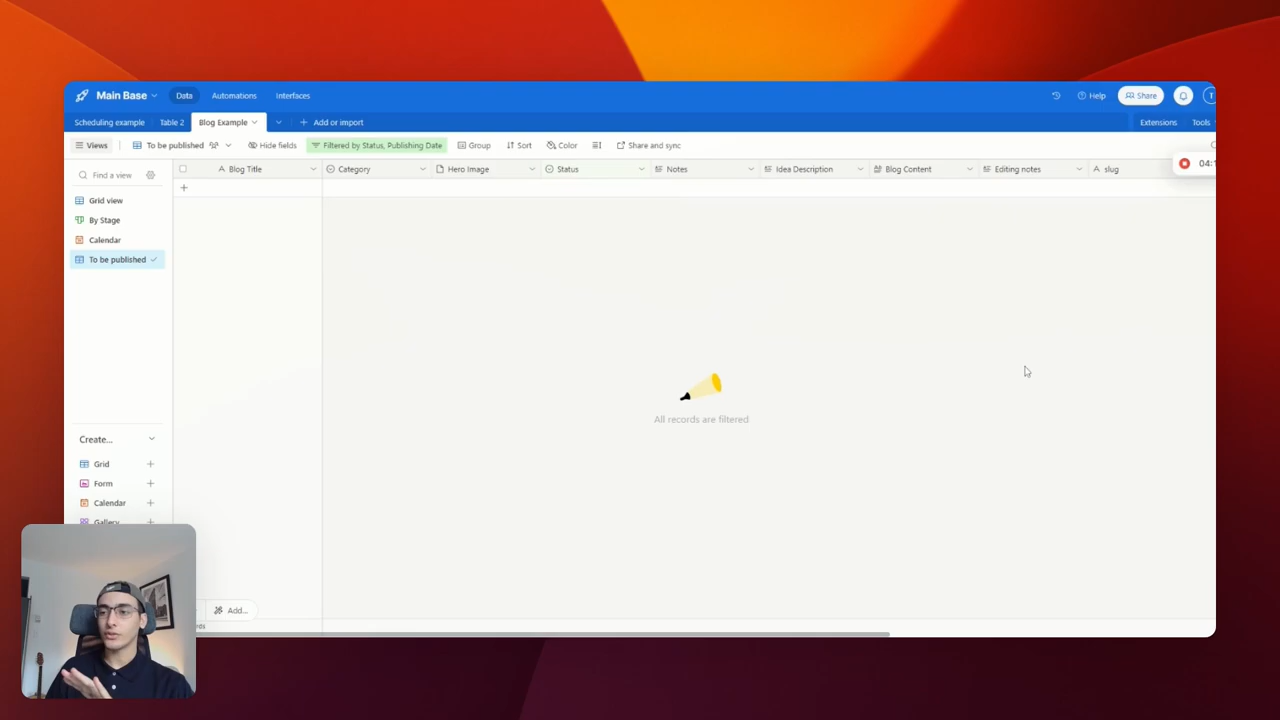 Main Base
Data
Automations
Interfaces
Help
Share
T
Scheduling example
Table 2
Blog Example
Add or import
Extensions
Tools
Views
To be published
Hide fields
Filtered by Status, Publishing Date
Group
Sort
Color
Share and sync
Find a view
Blog Title
Category
Hero Image
Status
Notes
Idea Description
Blog Content
Editing notes
slug
Grid view
By Stage
Calendar
To be published
All records are filtered
Create...
Grid
Form
Calendar
Gallery
Add...